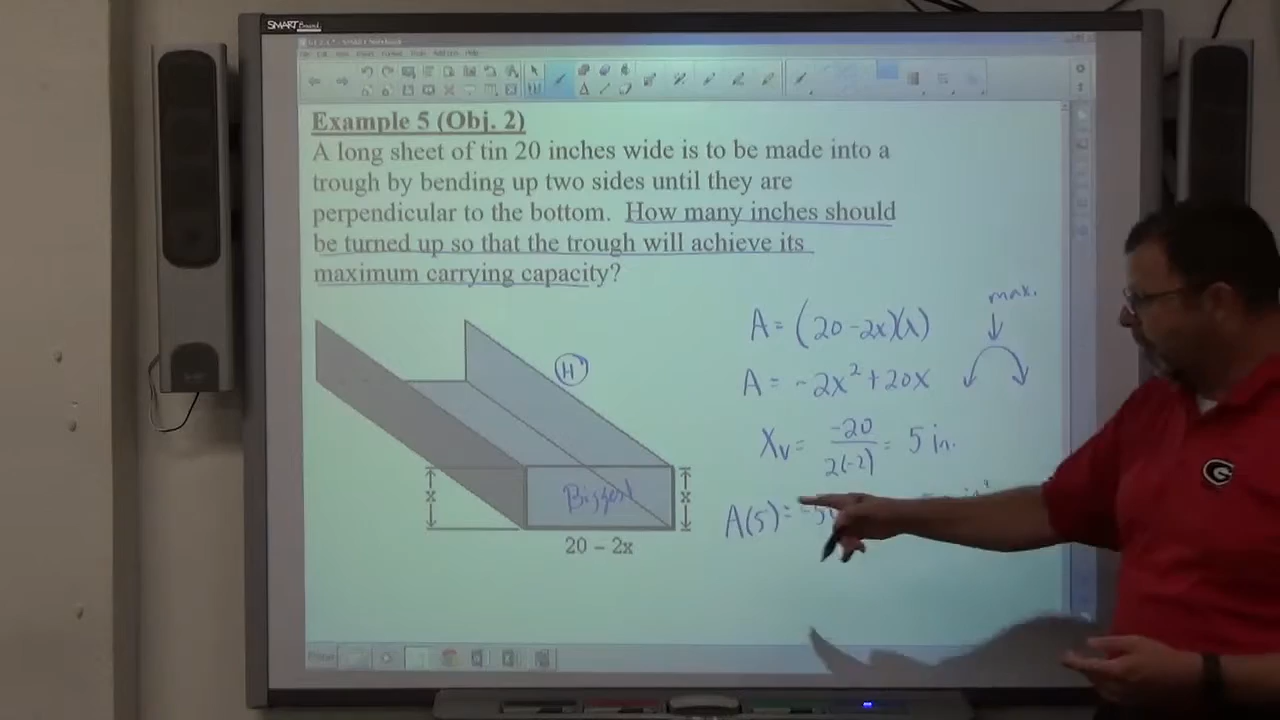 SMART Board
Example 5 (Obj. 2)
A long sheet of tin 20 inches wide is to be made into a
trough by bending up two sides until they are
perpendicular to the bottom. How many inches should
be turned up so that the trough will achieve its
maximum carrying capacity?
max.
A = (20 - 2x)(x)
H
A = -2x² + 20x
Xv = -20 / 2(-2) = 5 in.
x
Biggest
x
A(5) =
20 – 2x
G